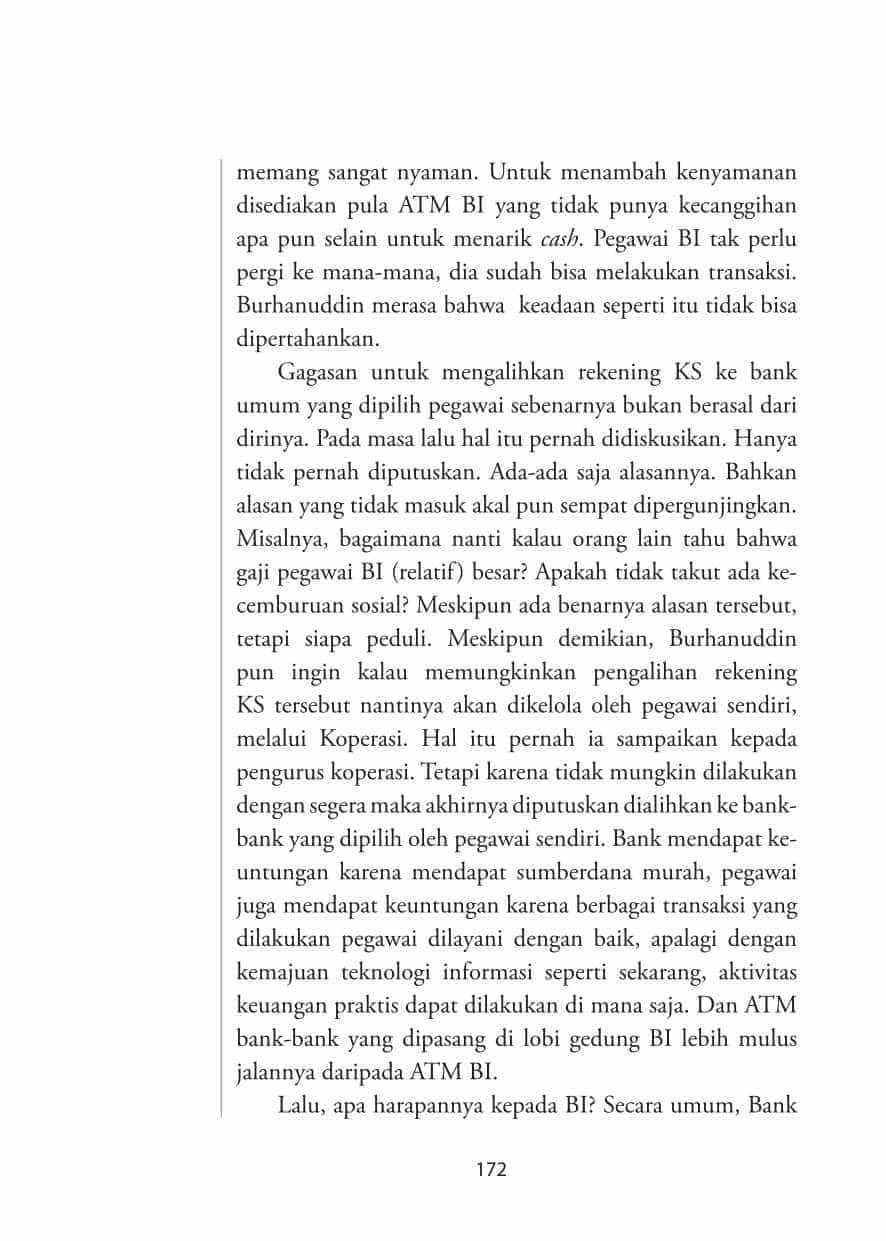 memang sangat nyaman. Untuk menambah kenyamanan
disediakan pula ATM BI yang tidak punya kecanggihan
apa pun selain untuk menarik cash. Pegawai BI tak perlu
pergi ke mana-mana, dia sudah bisa melakukan transaksi.
Burhanuddin merasa bahwa  keadaan seperti itu tidak bisa
dipertahankan.
Gagasan untuk mengalihkan rekening KS ke bank
umum yang dipilih pegawai sebenarnya bukan berasal dari
dirinya. Pada masa lalu hal itu pernah didiskusikan. Hanya
tidak pernah diputuskan. Ada-ada saja alasannya. Bahkan
alasan yang tidak masuk akal pun sempat dipergunjingkan.
Misalnya, bagaimana nanti kalau orang lain tahu bahwa
gaji pegawai BI (relatif) besar? Apakah tidak takut ada ke-
cemburuan sosial? Meskipun ada benarnya alasan tersebut,
tetapi siapa peduli. Meskipun demikian, Burhanuddin
pun ingin kalau memungkinkan pengalihan rekening
KS tersebut nantinya akan dikelola oleh pegawai sendiri,
melalui Koperasi. Hal itu pernah ia sampaikan kepada
pengurus koperasi. Tetapi karena tidak mungkin dilakukan
dengan segera maka akhirnya diputuskan dialihkan ke bank-
bank yang dipilih oleh pegawai sendiri. Bank mendapat ke-
untungan karena mendapat sumberdana murah, pegawai
juga mendapat keuntungan karena berbagai transaksi yang
dilakukan pegawai dilayani dengan baik, apalagi dengan
kemajuan teknologi informasi seperti sekarang, aktivitas
keuangan praktis dapat dilakukan di mana saja. Dan ATM
bank-bank yang dipasang di lobi gedung BI lebih mulus
jalannya daripada ATM BI.
Lalu, apa harapannya kepada BI? Secara umum, Bank
172